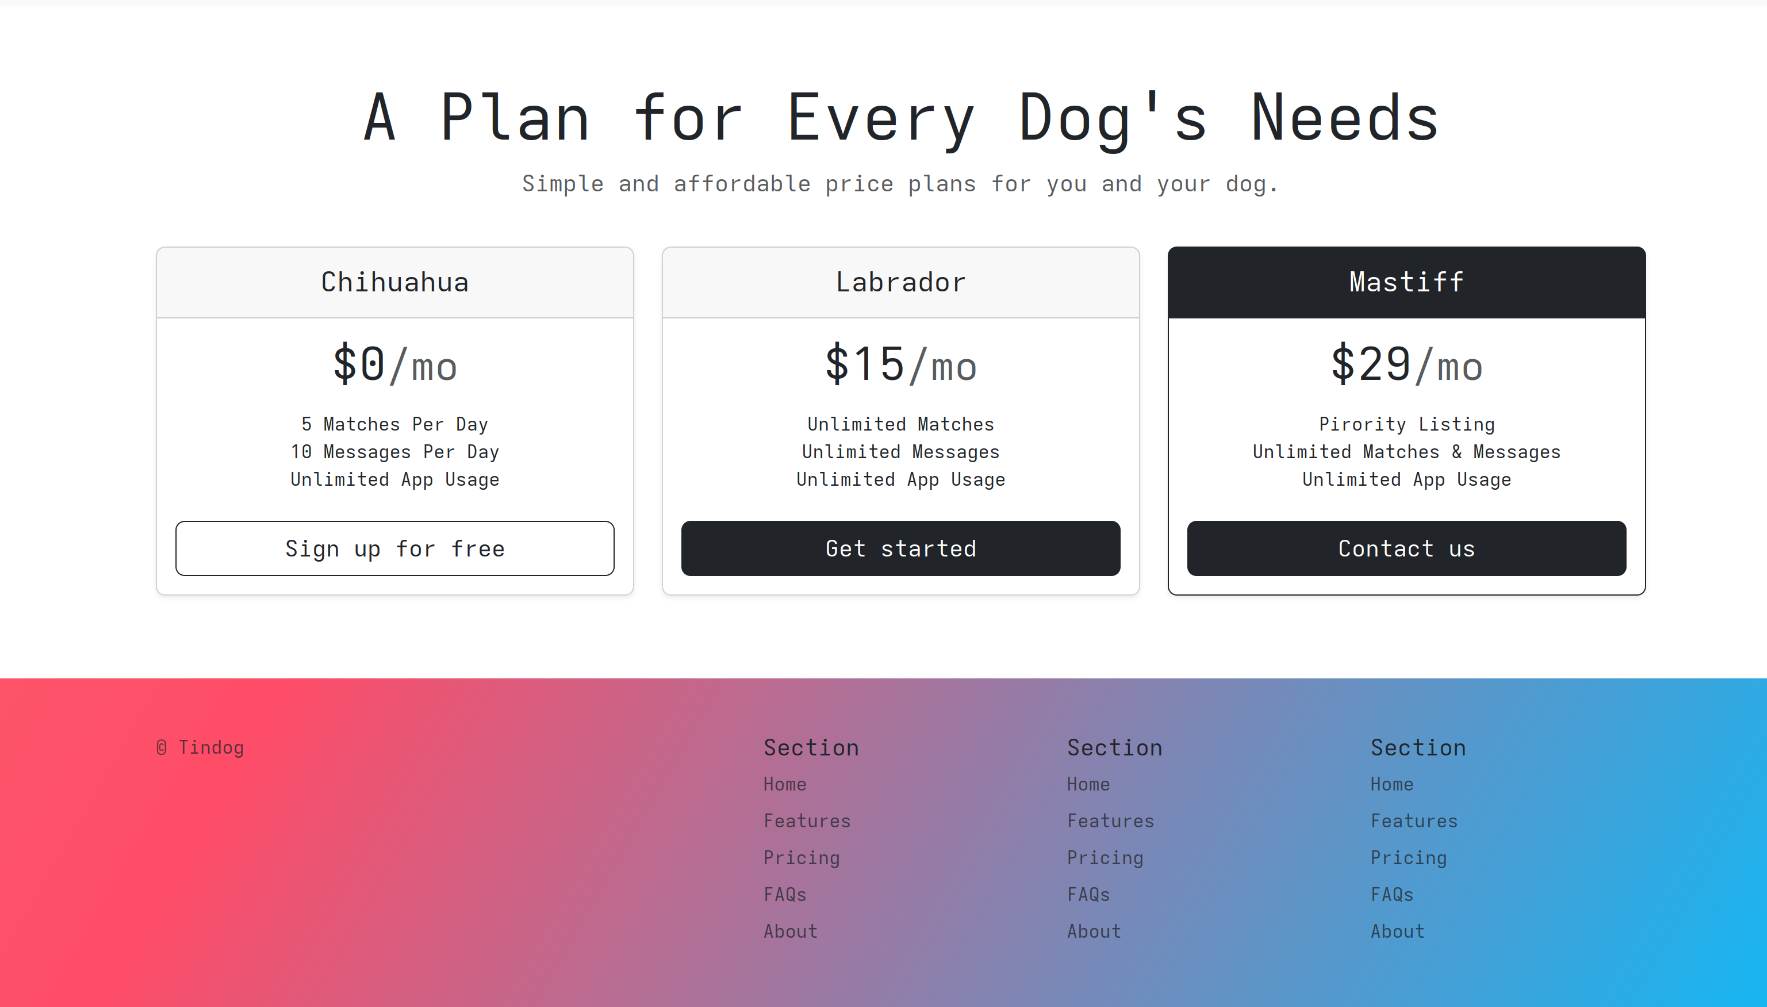 A Plan for Every Dog's Needs
Simple and affordable price plans for you and your dog.
Chihuahua
$0/mo
5 Matches Per Day
10 Messages Per Day
Unlimited App Usage
Sign up for free
Labrador
$15/mo
Unlimited Matches
Unlimited Messages
Unlimited App Usage
Get started
Mastiff
$29/mo
Pirority Listing
Unlimited Matches & Messages
Unlimited App Usage
Contact us
© Tindog
Section
Home
Features
Pricing
FAQs
About
Section
Home
Features
Pricing
FAQs
About
Section
Home
Features
Pricing
FAQs
About